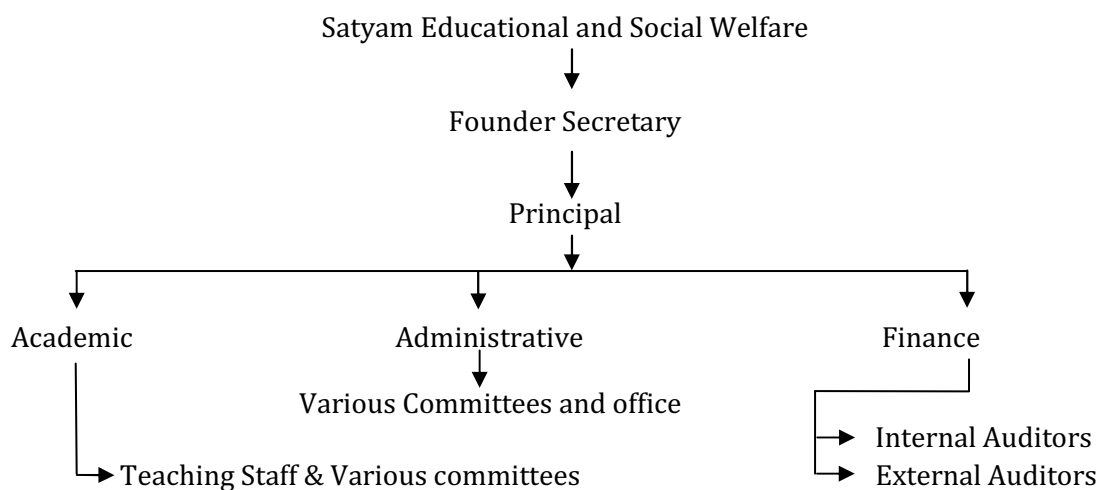 Satyam Educational and Social Welfare
Founder Secretary
Principal
Academic
Administrative
Finance
Various Committees and office
Internal Auditors
Teaching Staff & Various committees
External Auditors